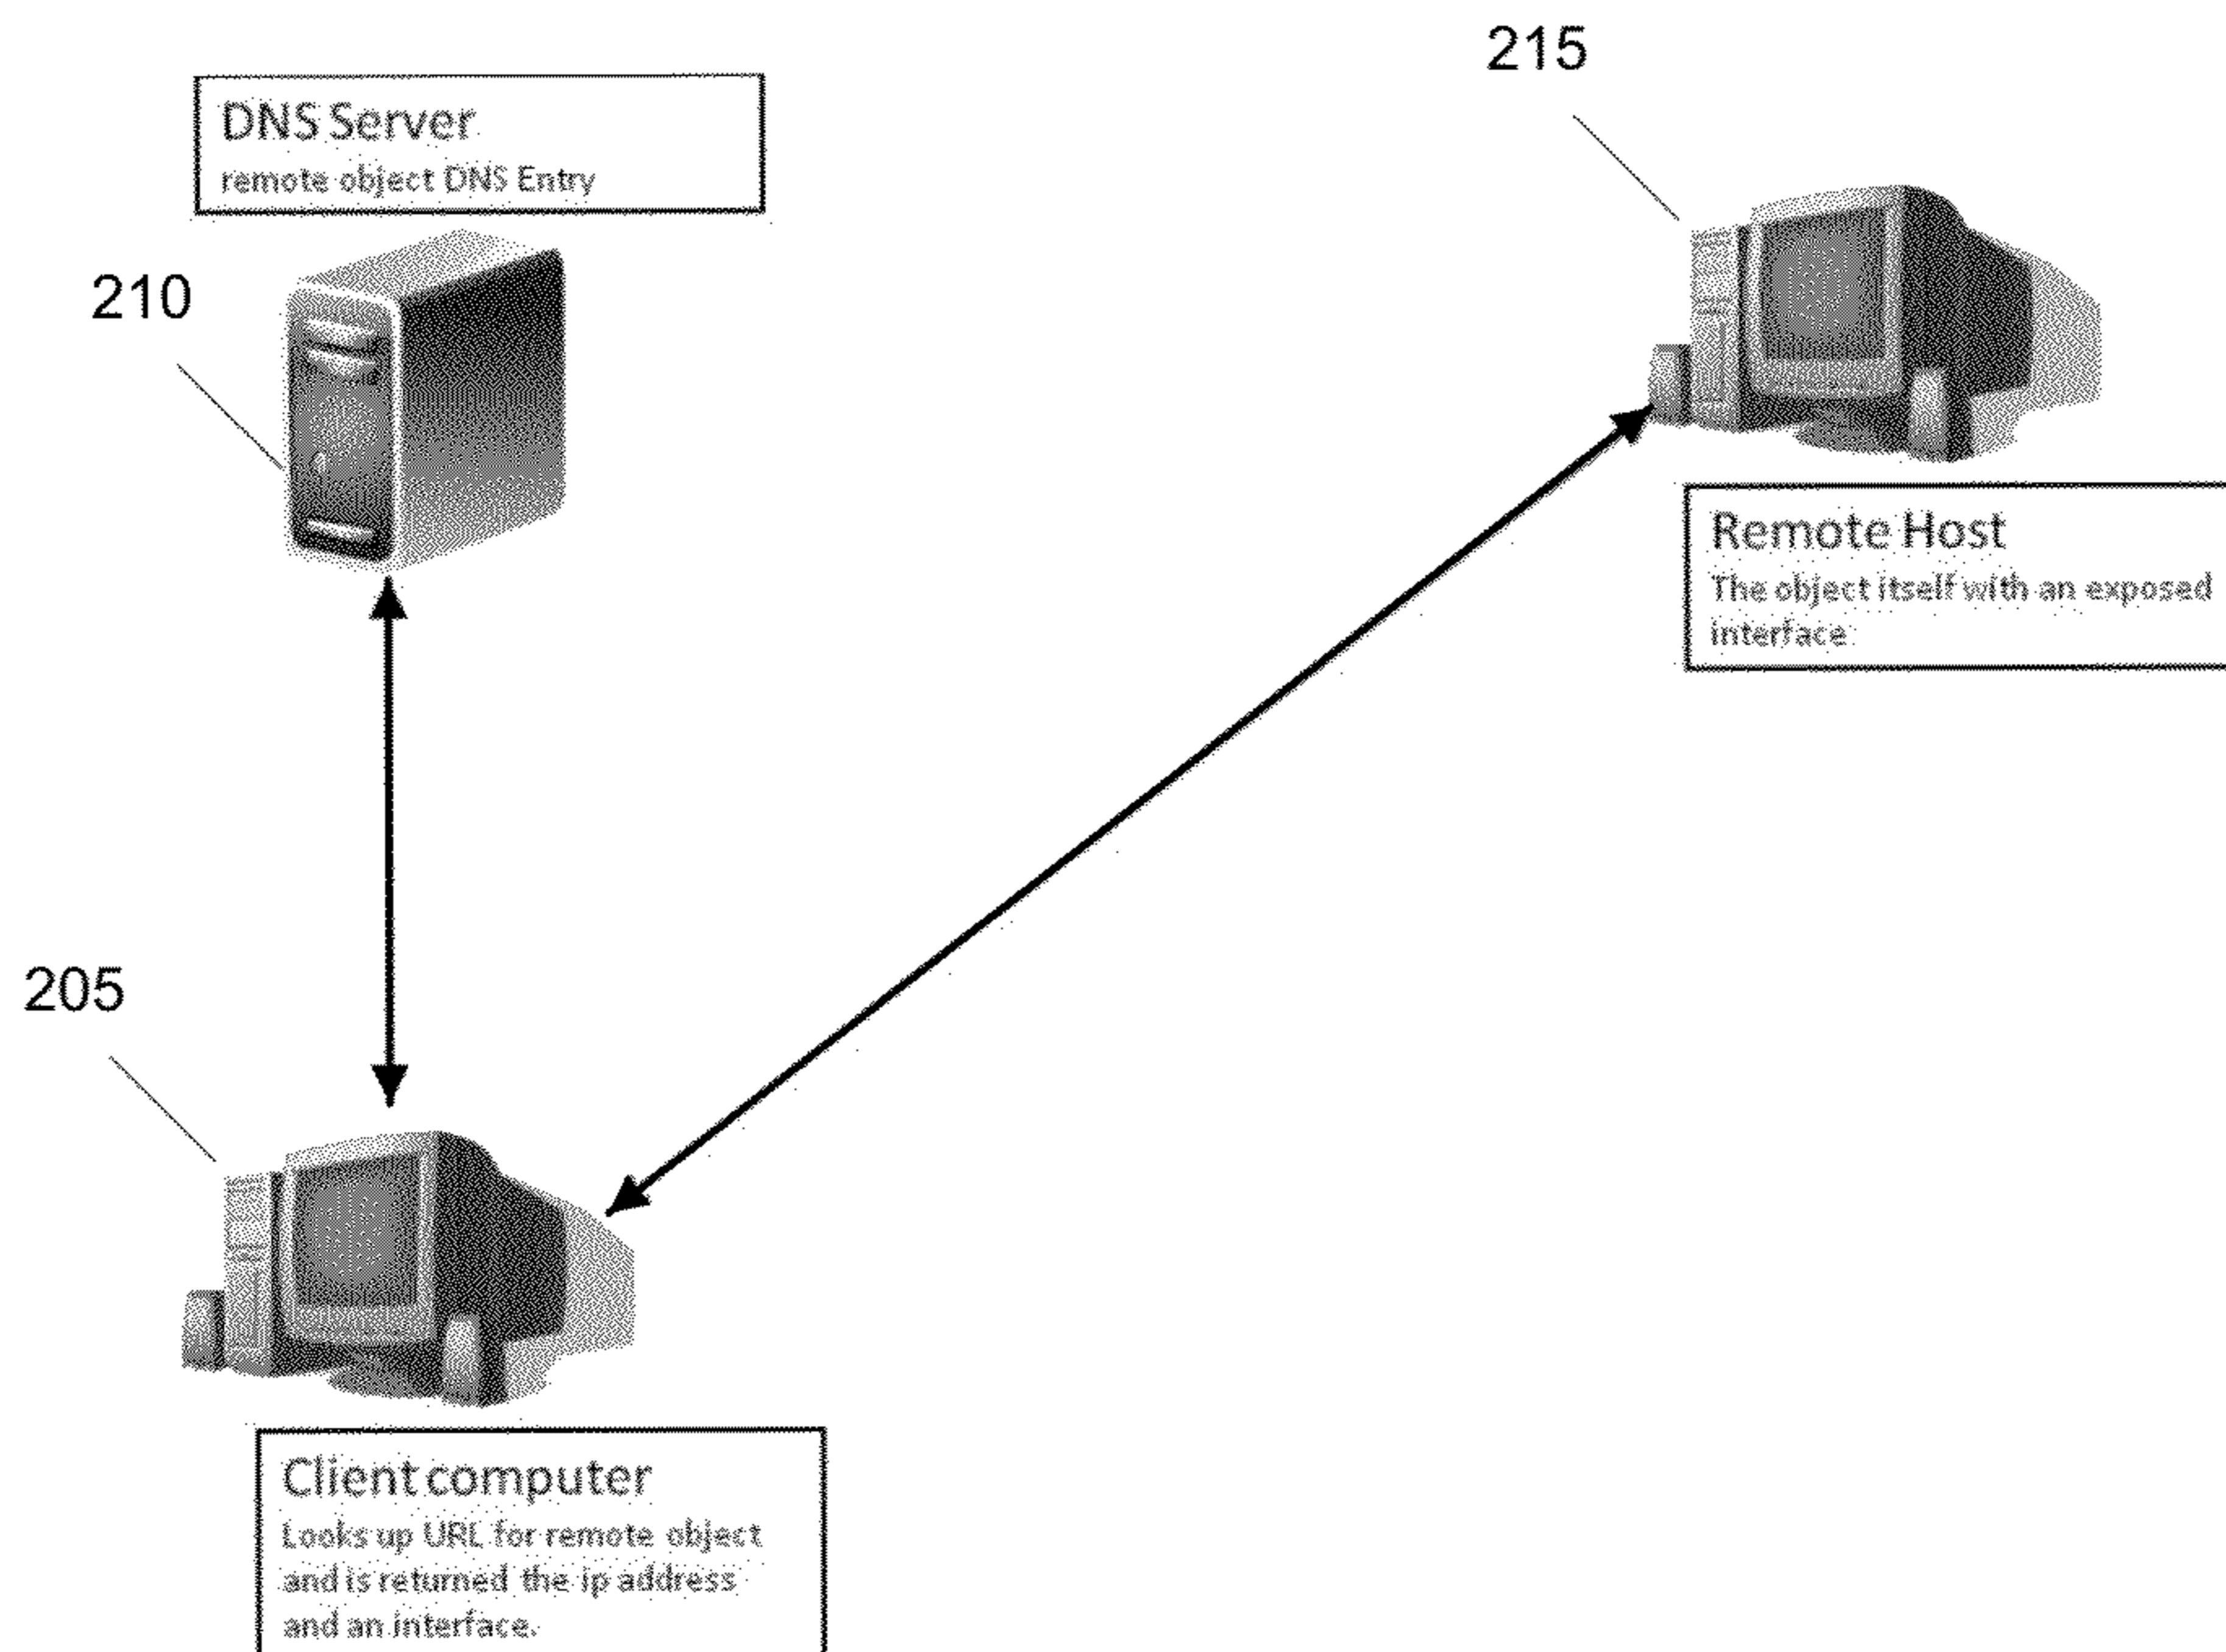 215
DNS Server
remote object DNS Entry
210
Remote Host
The object itself with an exposed
interface
205
Client computer
Looks up URL for remote object
and is returned the ip address
and an interface.